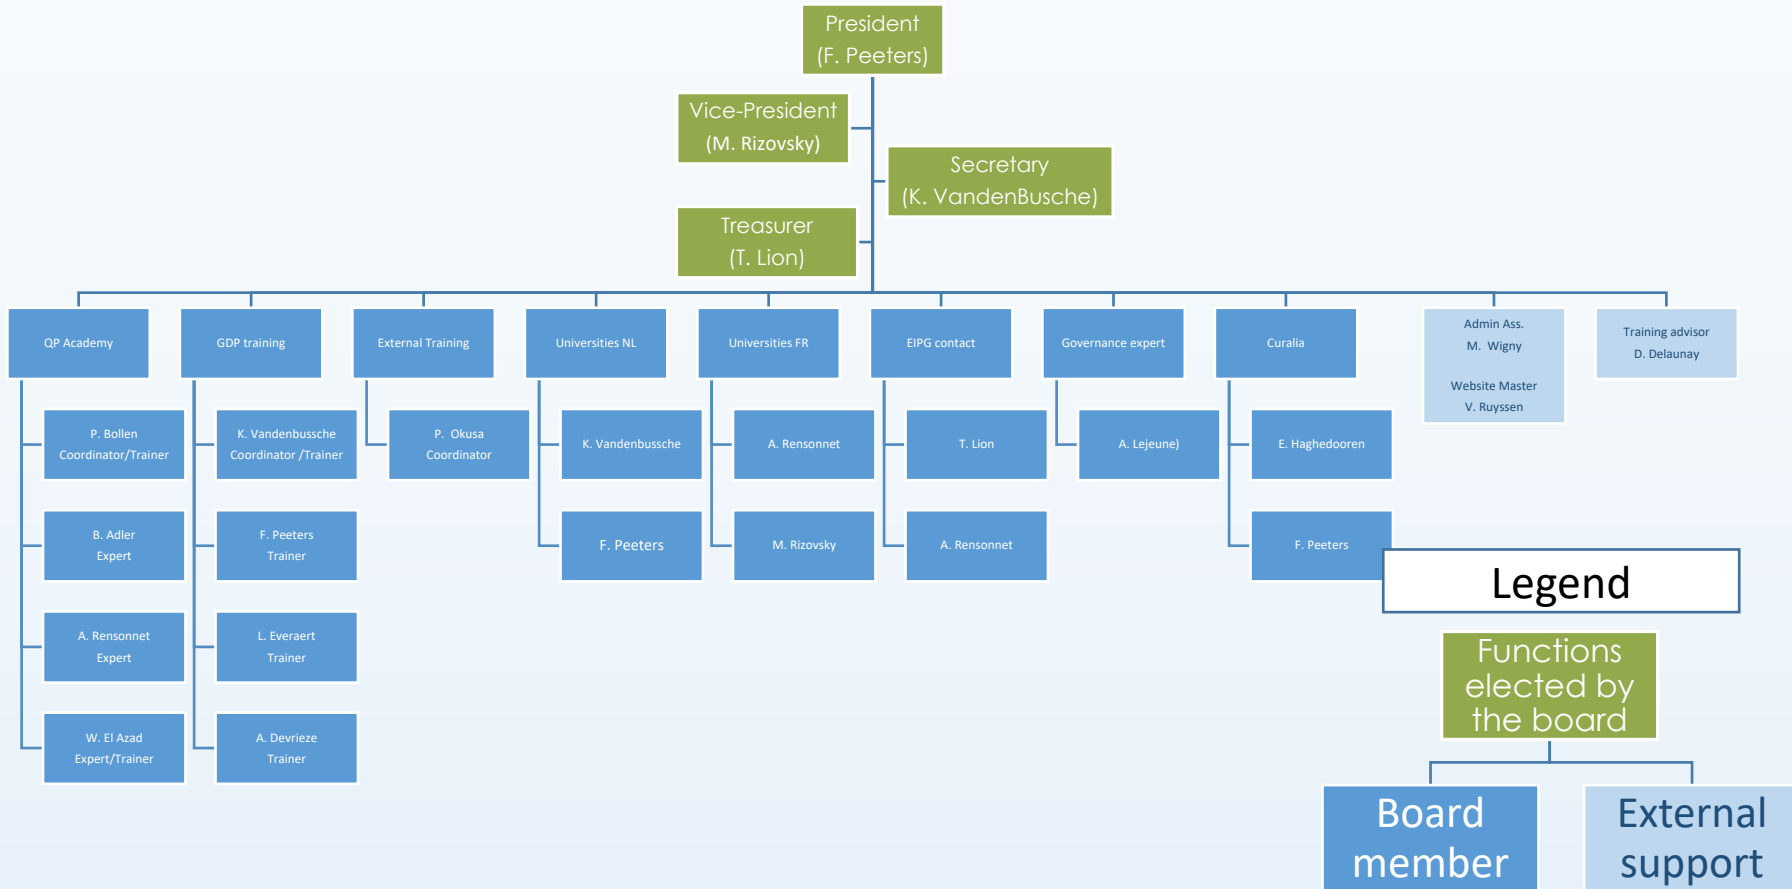 President
(F. Peeters)
Vice-President
(M. Rizovsky)
Secretary
(K. VandenBusche)
Treasurer
(T. Lion)
QP Academy
GDP training
External Training
Universities NL
Universities FR
EIPG contact
Governance expert
Curalia
Admin Ass.
M. Wigny
Website Master
V. Ruyssen
Training advisor
D. Delaunay
P. Bollen
Coordinator/Trainer
K. Vandenbussche
Coordinator /Trainer
P. Okusa
Coordinator
K. Vandenbussche
A. Rensonnet
T. Lion
A. Lejeune)
E. Haghedooren
B. Adler
Expert
F. Peeters
Trainer
F. Peeters
M. Rizovsky
A. Rensonnet
F. Peeters
A. Rensonnet
Expert
L. Everaert
Trainer
W. El Azad
Expert/Trainer
A. Devrieze
Trainer
Legend
Functions
elected by
the board
Board
member
External
support